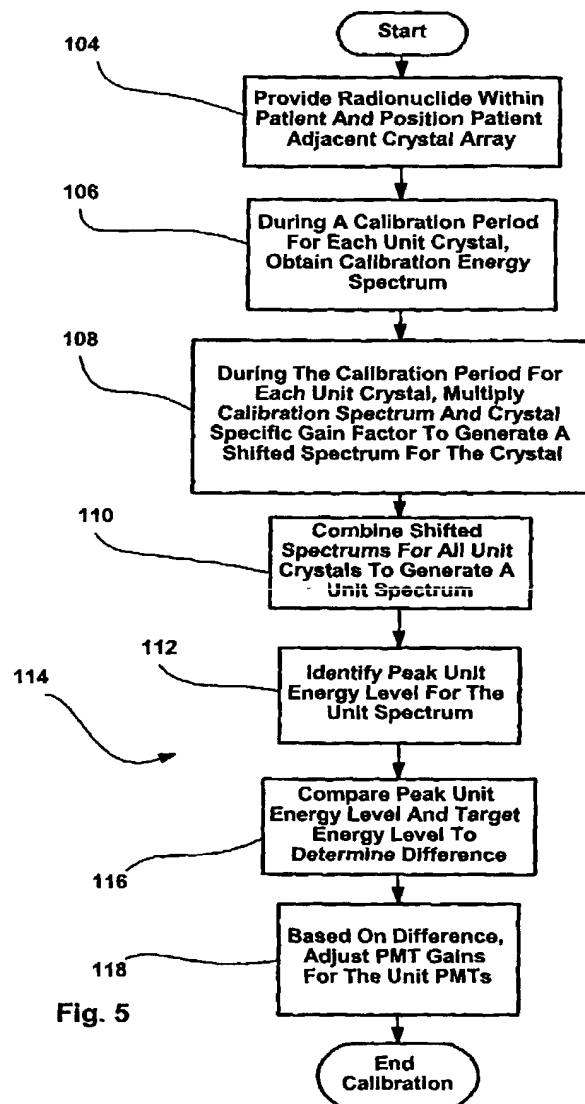 Start
104
Provide Radionuclide Within
Patient And Position Patient
Adjacent Crystal Array
106
During A Calibration Period
For Each Unit Crystal,
Obtain Calibration Energy
Spectrum
108
During The Calibration Period For
Each Unit Crystal, Multiply
Calibration Spectrum And Crystal
Specific Gain Factor To Generate A
Shifted Spectrum For The Crystal
110
Combine Shifted
Spectrums For All Unit
Crystals To Generate A
Unit Spectrum
112
Identify Peak Unit
Energy Level For The
Unit Spectrum
114
Compare Peak Unit
Energy Level And Target
Energy Level To
Determine Difference
116
Based On Difference,
Adjust PMT Gains
For The Unit PMTs
118
Fig. 5
End
Calibration